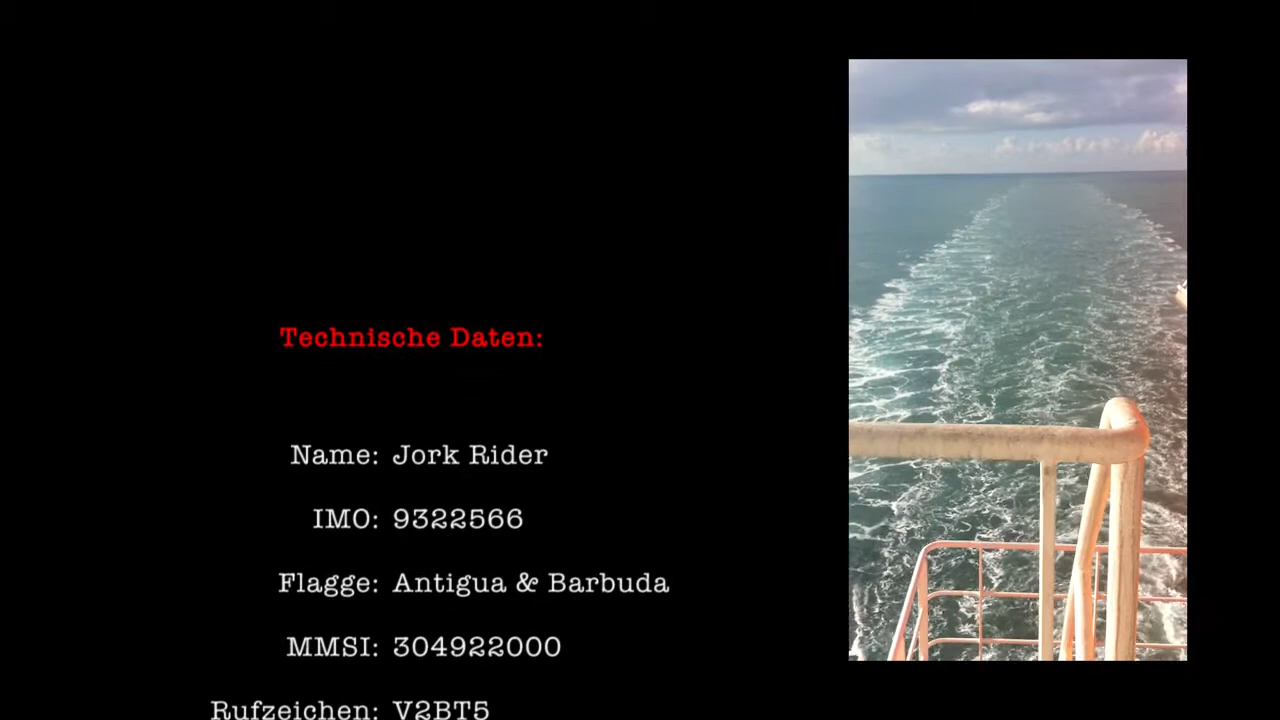 Technische Daten:
Name: Jork Rider
IMO: 9322566
Flagge: Antigua & Barbuda
MMSI: 304922000
Rufzeichen: V2BT5